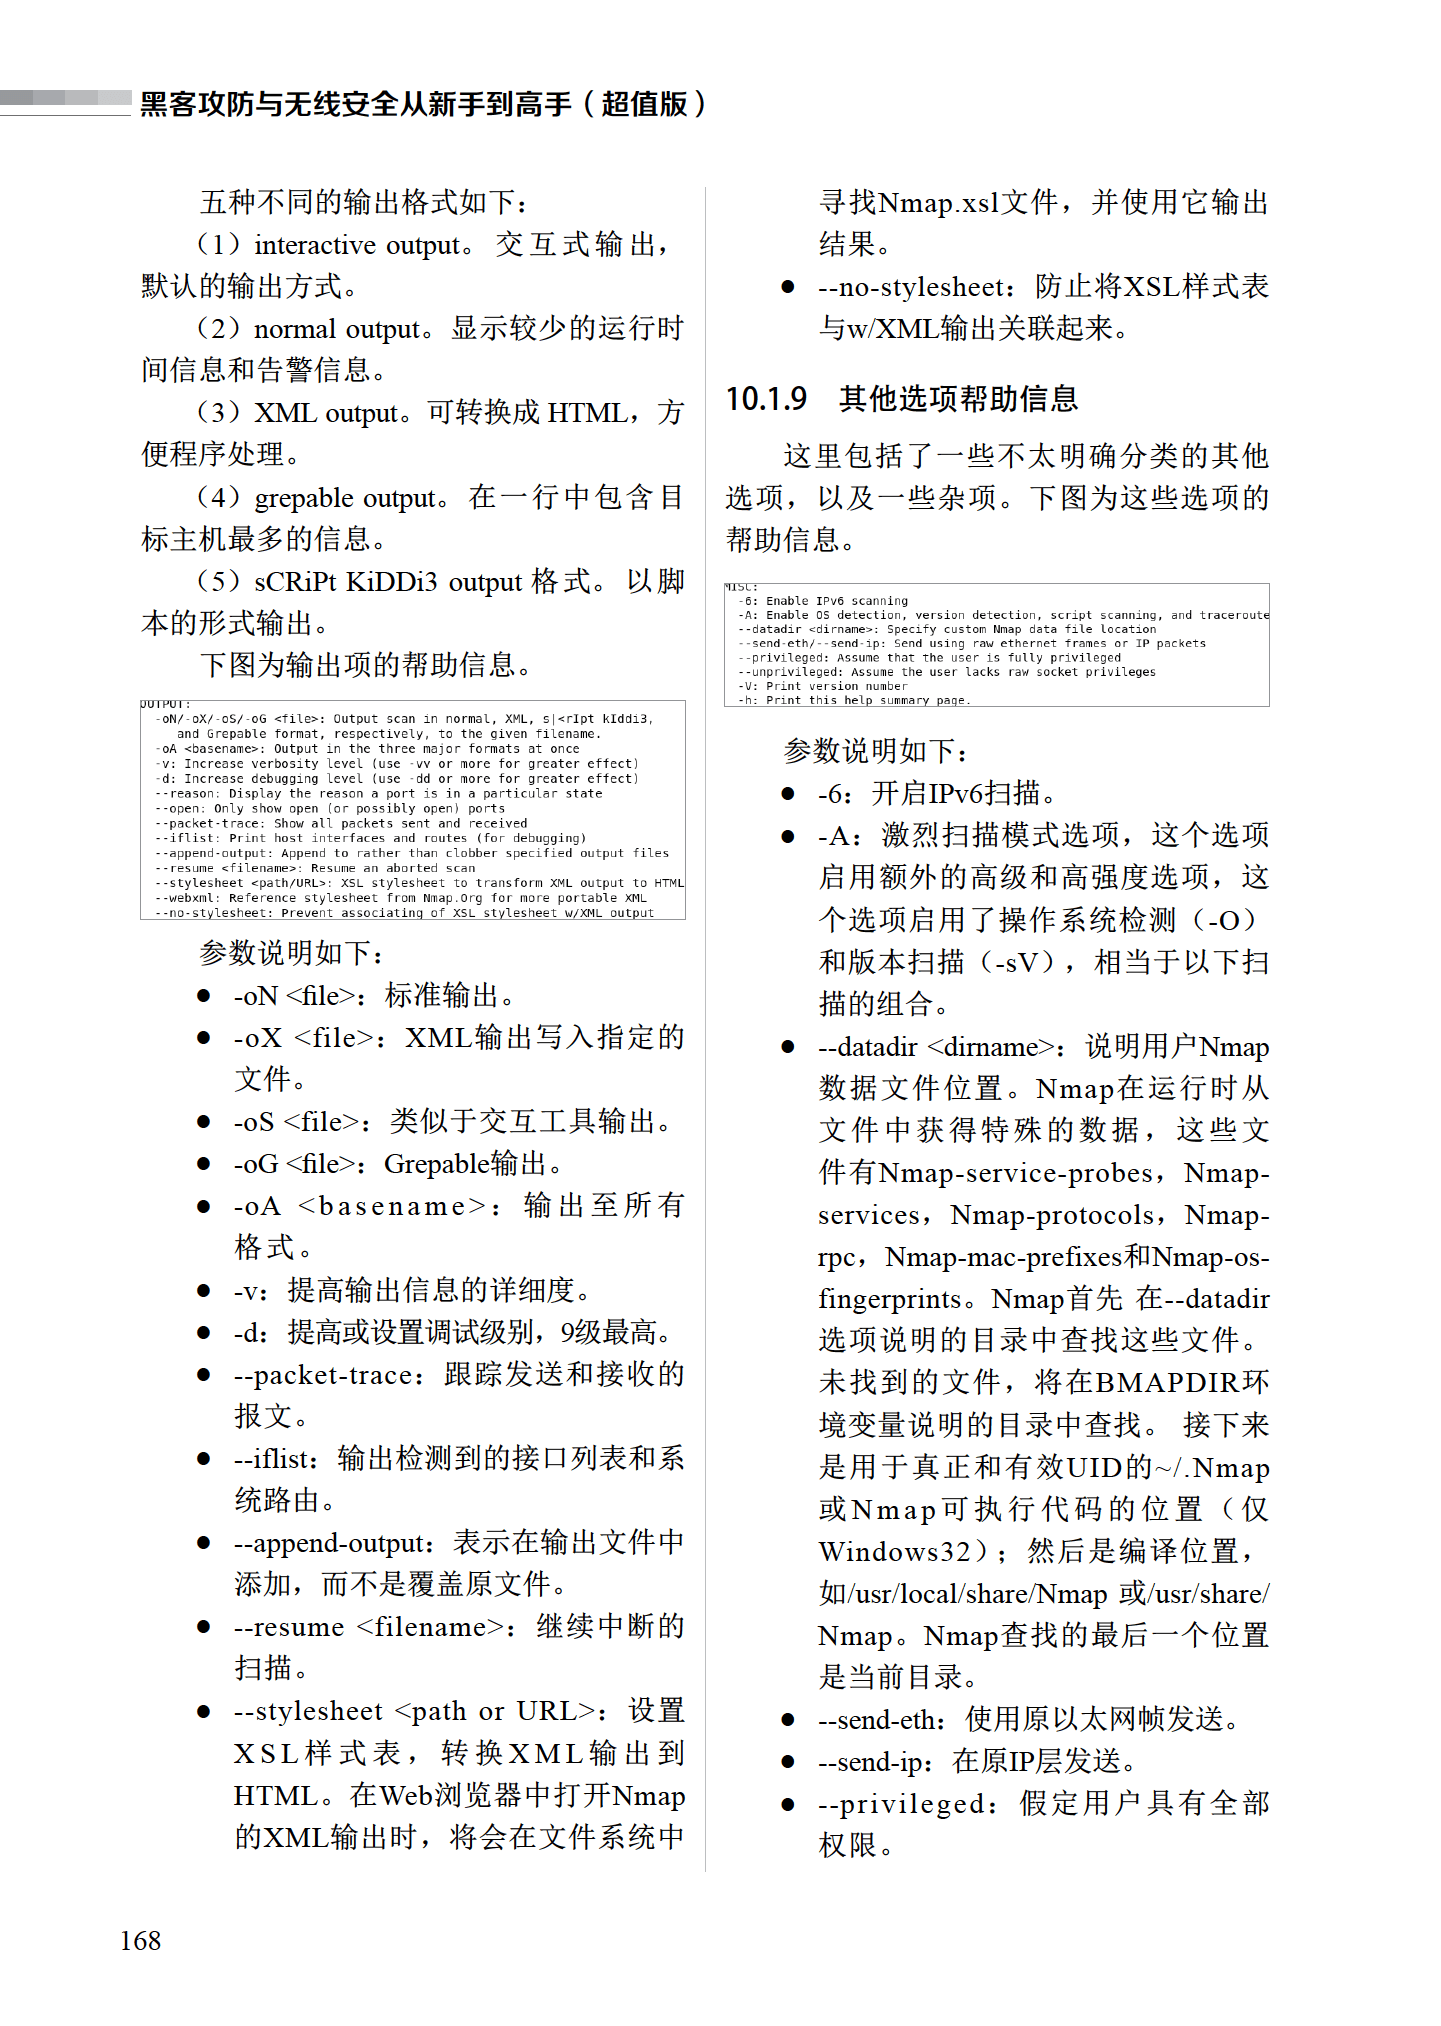 黑客攻防与无线安全从新手到高手（超值版）
五种不同的输出格式如下：
（1）interactive output。交互式输出，
默认的输出方式。
（2）normal output。显示较少的运行时
间信息和告警信息。
（3）XML output。可转换成 HTML，方
便程序处理。
（4）grepable output。在一行中包含目
标主机最多的信息。
（5）sCRiPt KiDDi3 output 格式。以脚
本的形式输出。
下图为输出项的帮助信息。
OUTPUT:
-oN/-oX/-oS/-oG <file>: Output scan in normal, XML, s|<rIpt kIddi3,
and Grepable format, respectively, to the given filename.
-oA <basename>: Output in the three major formats at once
-v: Increase verbosity level (use -vv or more for greater effect)
-d: Increase debugging level (use -dd or more for greater effect)
--reason: Display the reason a port is in a particular state
--open: Only show open (or possibly open) ports
--packet-trace: Show all packets sent and received
--iflist: Print host interfaces and routes (for debugging)
--append-output: Append to rather than clobber specified output files
--resume <filename>: Resume an aborted scan
--stylesheet <path/URL>: XSL stylesheet to transform XML output to HTML
--webxml: Reference stylesheet from Nmap.Org for more portable XML
--no-stylesheet: Prevent associating of XSL stylesheet w/XML output
参数说明如下：
● -oN <file>：标准输出。
● -oX <file>：XML输出写入指定的
文件。
● -oS <file>：类似于交互工具输出。
● -oG <file>：Grepable输出。
● -oA <basename>：输出至所有
格式。
● -v：提高输出信息的详细度。
● -d：提高或设置调试级别，9级最高。
● --packet-trace：跟踪发送和接收的
报文。
● --iflist：输出检测到的接口列表和系
统路由。
● --append-output：表示在输出文件中
添加，而不是覆盖原文件。
● --resume <filename>：继续中断的
扫描。
● --stylesheet <path or URL>：设置
XSL样式表，转换XML输出到
HTML。在Web浏览器中打开Nmap
的XML输出时，将会在文件系统中
寻找Nmap.xsl文件，并使用它输出
结果。
● --no-stylesheet：防止将XSL样式表
与w/XML输出关联起来。
10.1.9 其他选项帮助信息
这里包括了一些不太明确分类的其他
选项，以及一些杂项。下图为这些选项的
帮助信息。
MISC:
-6: Enable IPv6 scanning
-A: Enable OS detection, version detection, script scanning, and traceroute
--datadir <dirname>: Specify custom Nmap data file location
--send-eth/--send-ip: Send using raw ethernet frames or IP packets
--privileged: Assume that the user is fully privileged
--unprivileged: Assume the user lacks raw socket privileges
-V: Print version number
-h: Print this help summary page.
参数说明如下：
● -6：开启IPv6扫描。
● -A：激烈扫描模式选项，这个选项
启用额外的高级和高强度选项，这
个选项启用了操作系统检测（-O）
和版本扫描（-sV），相当于以下扫
描的组合。
● --datadir <dirname>：说明用户Nmap
数据文件位置。Nmap在运行时从
文件中获得特殊的数据，这些文
件有Nmap-service-probes，Nmap-
services，Nmap-protocols，Nmap-
rpc，Nmap-mac-prefixes和Nmap-os-
fingerprints。Nmap首先 在--datadir
选项说明的目录中查找这些文件。
未找到的文件，将在BMAPDIR环
境变量说明的目录中查找。 接下来
是用于真正和有效UID的~/.Nmap
或Nmap可执行代码的位置（仅
Windows32）；然后是编译位置，
如/usr/local/share/Nmap 或/usr/share/
Nmap。Nmap查找的最后一个位置
是当前目录。
● --send-eth：使用原以太网帧发送。
● --send-ip：在原IP层发送。
● --privileged：假定用户具有全部
权限。
168